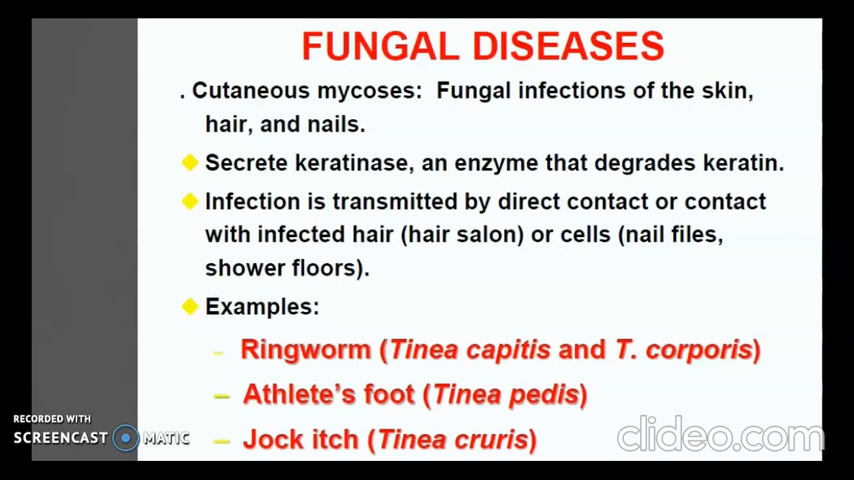 FUNGAL DISEASES
. Cutaneous mycoses: Fungal infections of the skin,
hair, and nails.
Secrete keratinase, an enzyme that degrades keratin.
Infection is transmitted by direct contact or contact
with infected hair (hair salon) or cells (nail files,
shower floors).
Examples:
– Ringworm (Tinea capitis and T. corporis)
– Athlete’s foot (Tinea pedis)
– Jock itch (Tinea cruris)
RECORDED WITH
SCREENCAST MATIC
clideo.com